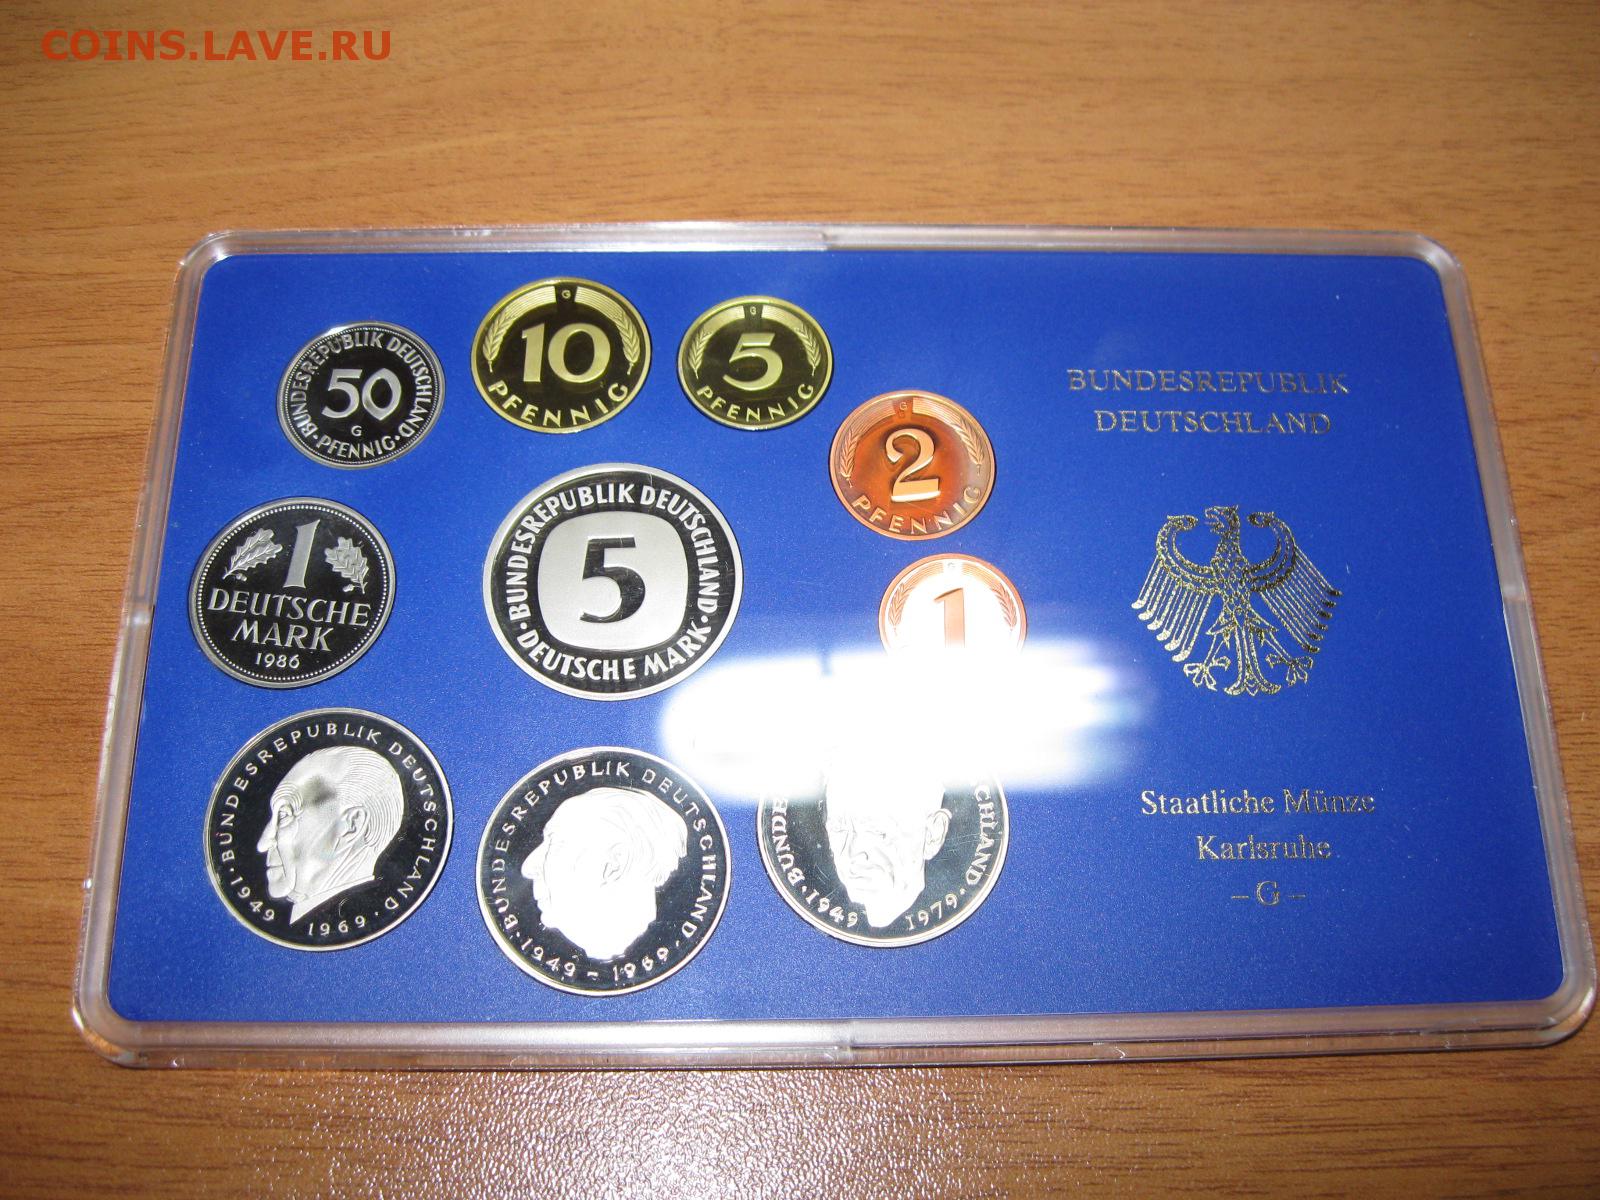 COINS.LAVE.RU
BUNDESREPUBLIK DEUTSCHLAND
50
G
PFENNIG
G
10
PFENNIG
G
5
PFENNIG
G
2
PFENNIG
1
DEUTSCHE
MARK
1986
BUNDESREPUBLIK DEUTSCHLAND
5
DEUTSCHE MARK
G
1
BUNDESREPUBLIK DEUTSCHLAND
1949 1969
BUNDESREPUBLIK DEUTSCHLAND
1949 - 1969
1949 1979
BUNDESREPUBLIK
DEUTSCHLAND
Staatliche Münze
Karlsruhe
– G –